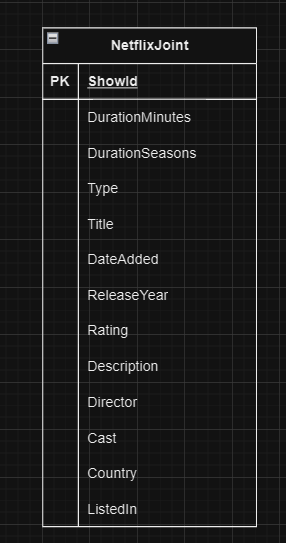 NetflixJoint
PK ShowId
DurationMinutes
DurationSeasons
Type
Title
DateAdded
ReleaseYear
Rating
Description
Director
Cast
Country
ListedIn